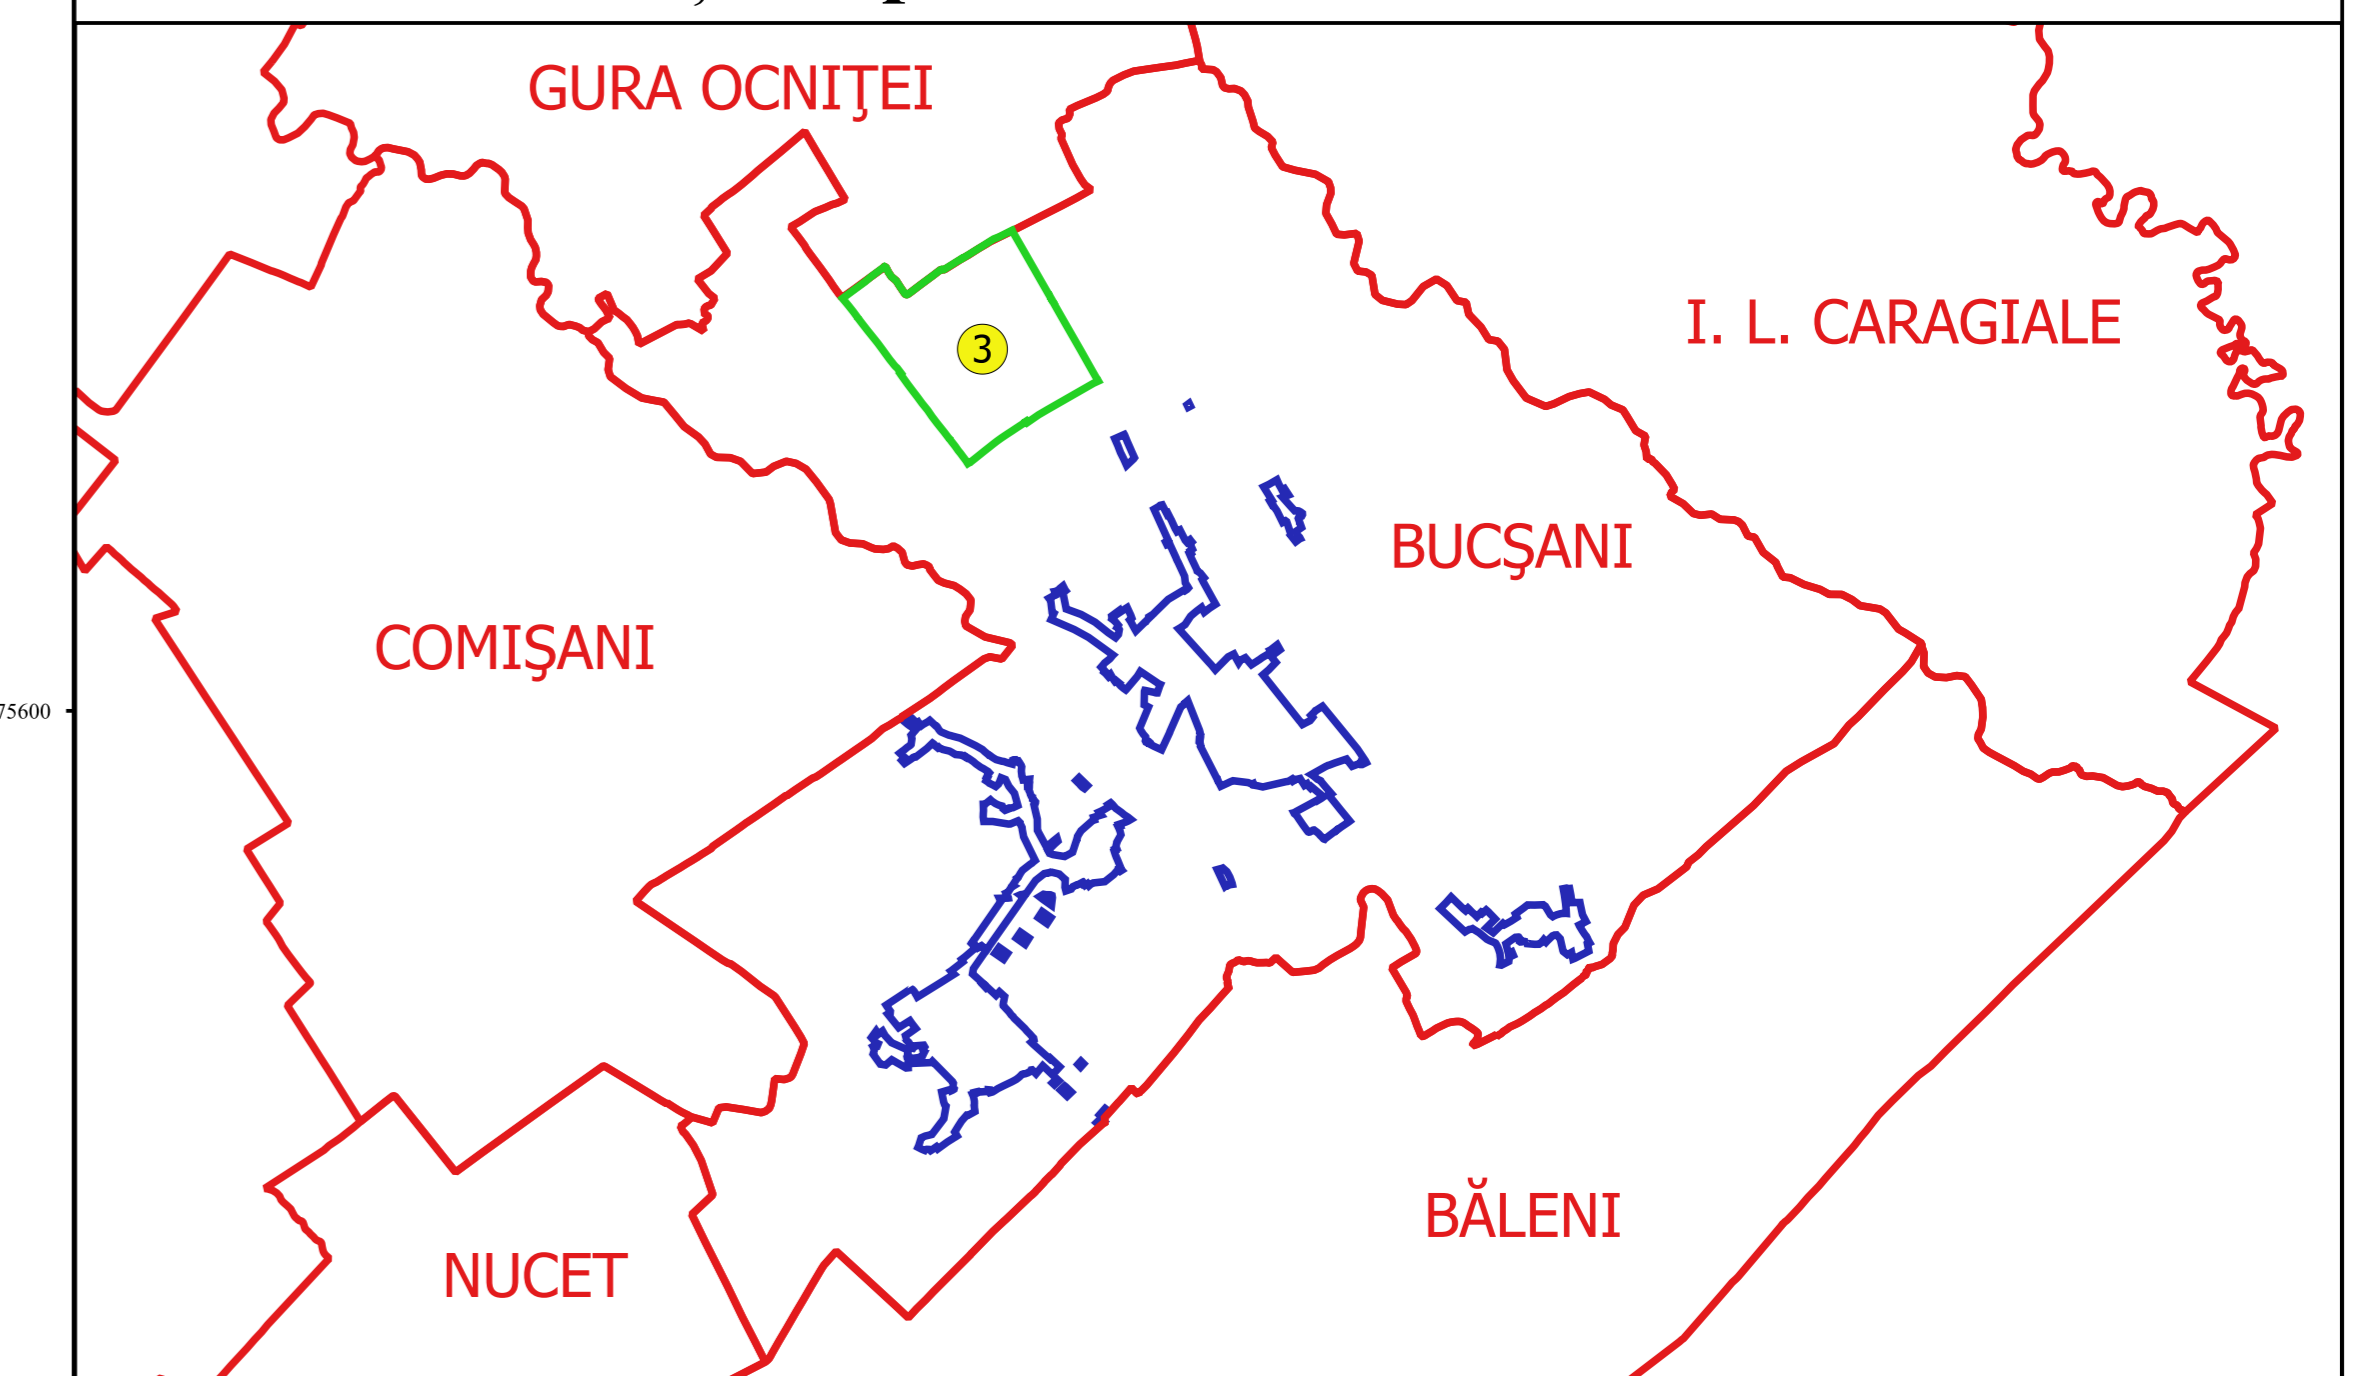 GURA OCNIŢEI
I. L. CARAGIALE
3
BUCŞANI
COMIŞANI
75600
BĂLENI
NUCET